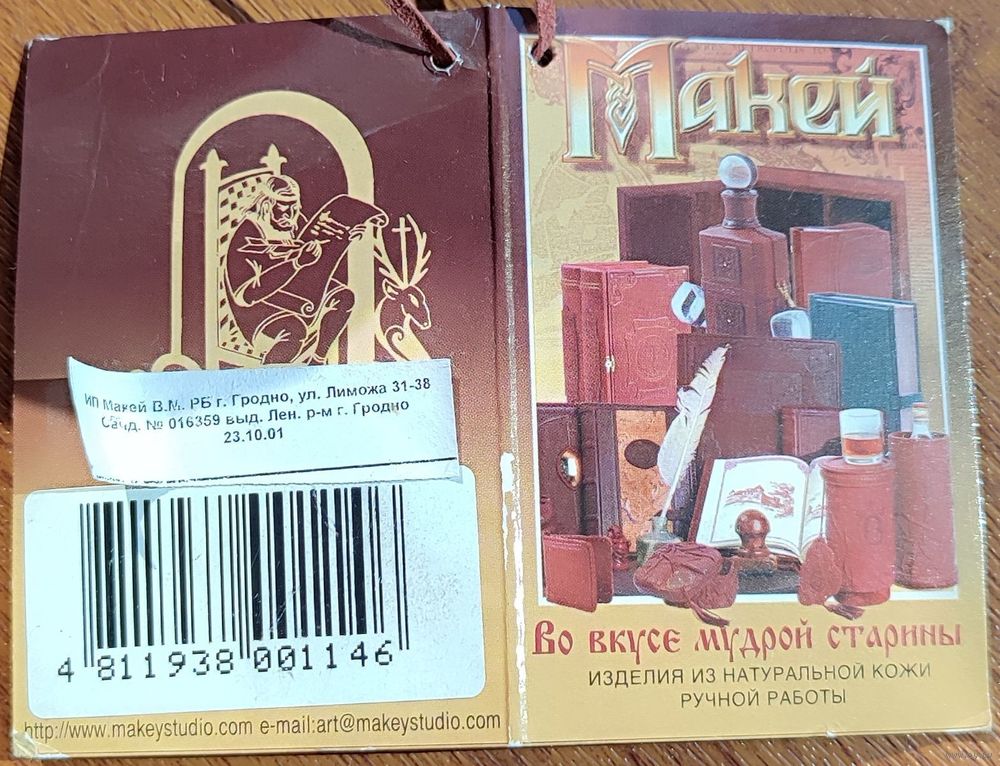 ИП Макей В.М. РБ г. Гродно, ул. Лиможа 31-38
Свид. № 016359 выд. Лен. р-м г. Гродно
23.10.01
4 811938 001146
http://www.makeystudio.com e-mail:art@makeystudio.com
Макей
Во вкусе мудрой старины
ИЗДЕЛИЯ ИЗ НАТУРАЛЬНОЙ КОЖИ
РУЧНОЙ РАБОТЫ